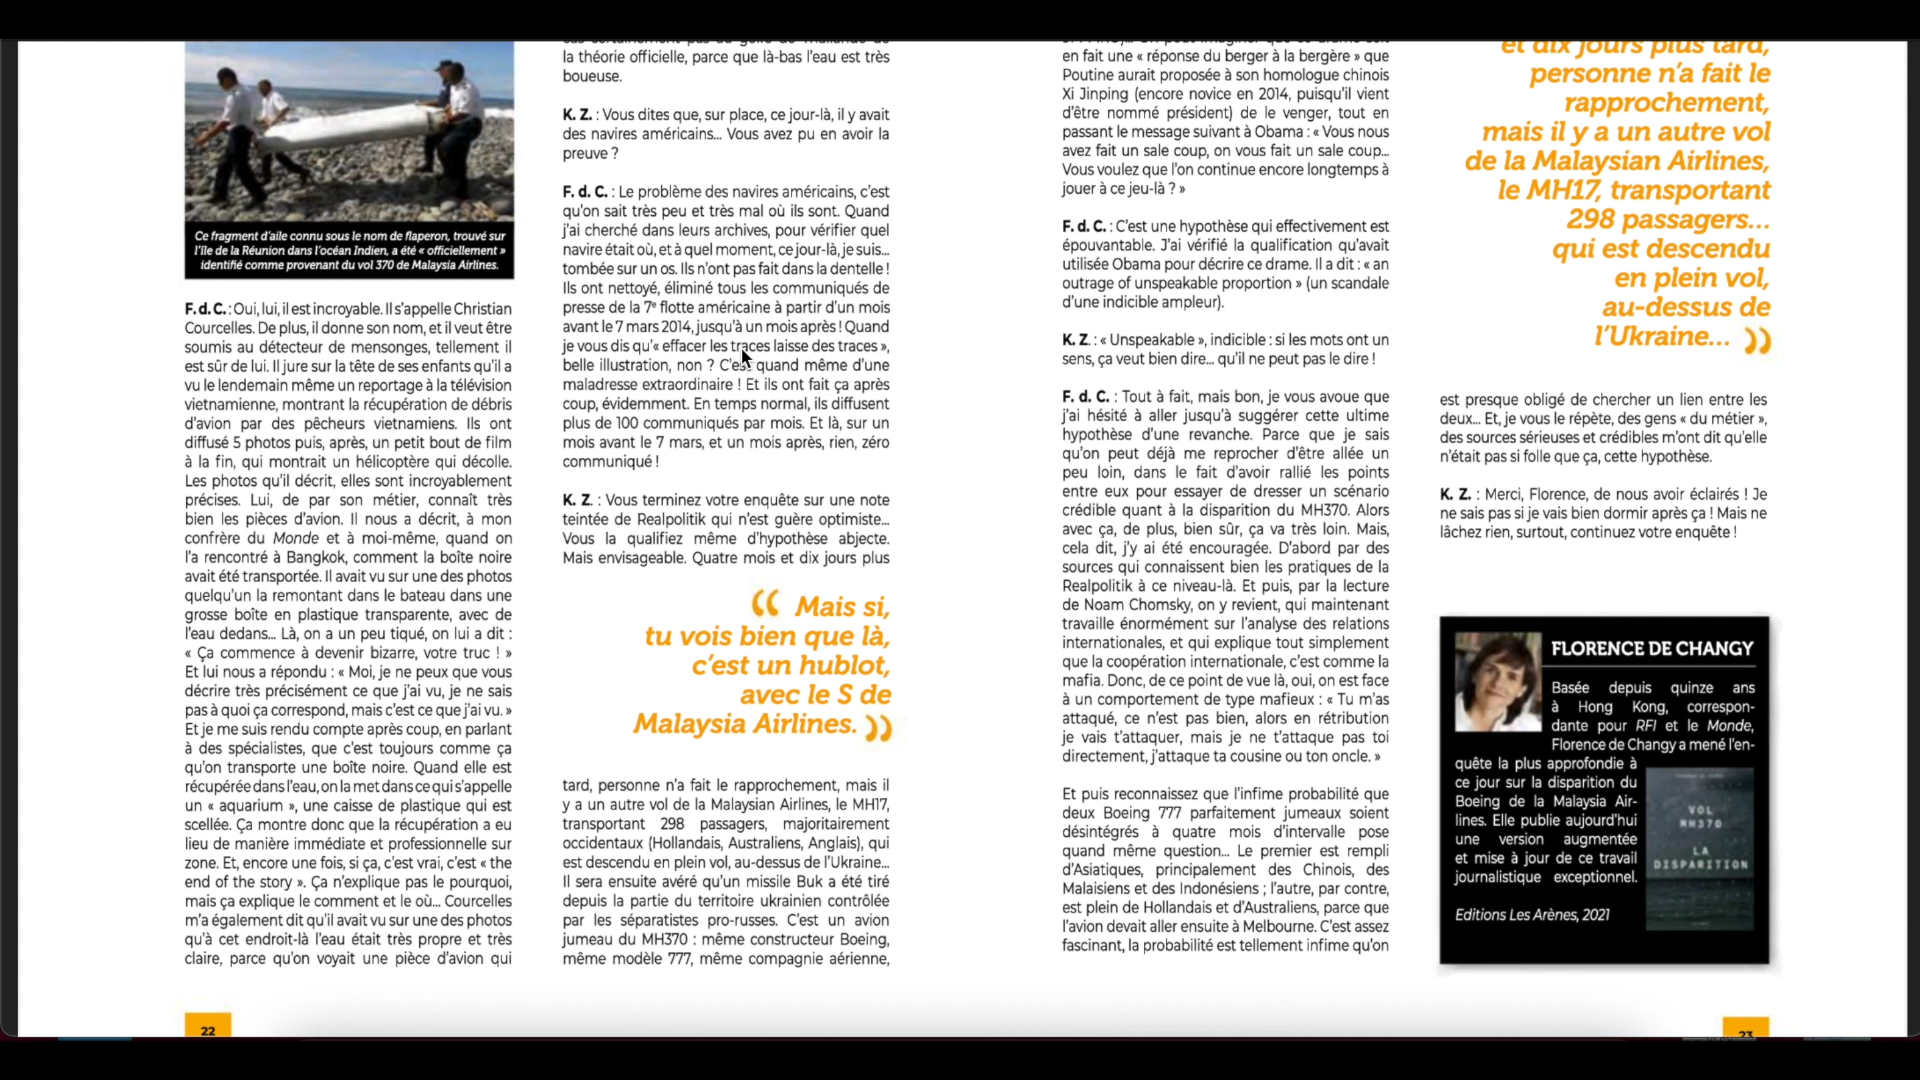 Ce fragment d'aile connu sous le nom de flaperon, trouvé sur
l'île de la Réunion dans l'océan Indien, a été « officiellement »
identifié comme provenant du vol 370 de Malaysia Airlines.
F. d. C. : Oui, lui, il est incroyable. Il s'appelle Christian
Courcelles. De plus, il donne son nom, et il veut être
soumis au détecteur de mensonges, tellement il
est sûr de lui. Il jure sur la tête de ses enfants qu'il a
vu le lendemain même un reportage à la télévision
vietnamienne, montrant la récupération de débris
d'avion par des pêcheurs vietnamiens. Ils ont
diffusé 5 photos puis, après, un petit bout de film
à la fin, qui montrait un hélicoptère qui décolle.
Les photos qu'il décrit, elles sont incroyablement
précises. Lui, de par son métier, connaît très
bien les pièces d'avion. Il nous a décrit, à mon
confrère du Monde et à moi-même, quand on
l'a rencontré à Bangkok, comment la boîte noire
avait été transportée. Il avait vu sur une des photos
quelqu'un la remontant dans le bateau dans une
grosse boîte en plastique transparente, avec de
l'eau dedans... Là, on a un peu tiqué, on lui a dit :
« Ça commence à devenir bizarre, votre truc ! »
Et lui nous a répondu : « Moi, je ne peux que vous
décrire très précisément ce que j'ai vu, je ne sais
pas à quoi ça correspond, mais c'est ce que j'ai vu. »
Et je me suis rendu compte après coup, en parlant
à des spécialistes, que c'est toujours comme ça
qu'on transporte une boîte noire. Quand elle est
récupérée dans l'eau, on la met dans ce qui s'appelle
un « aquarium », une caisse de plastique qui est
scellée. Ça montre donc que la récupération a eu
lieu de manière immédiate et professionnelle sur
zone. Et, encore une fois, si ça, c'est vrai, c'est « the
end of the story ». Ça n'explique pas le pourquoi,
mais ça explique le comment et le où... Courcelles
m'a également dit qu'il avait vu sur une des photos
qu'à cet endroit-là l'eau était très propre et très
claire, parce qu'on voyait une pièce d'avion qui
22
la théorie officielle, parce que là-bas l'eau est très
boueuse.
K. Z. : Vous dites que, sur place, ce jour-là, il y avait
des navires américains... Vous avez pu en avoir la
preuve ?
F. d. C. : Le problème des navires américains, c'est
qu'on sait très peu et très mal où ils sont. Quand
j'ai cherché dans leurs archives, pour vérifier quel
navire était où, et à quel moment, ce jour-là, je suis...
tombée sur un os. Ils n'ont pas fait dans la dentelle !
Ils ont nettoyé, éliminé tous les communiqués de
presse de la 7e flotte américaine à partir d'un mois
avant le 7 mars 2014, jusqu'à un mois après ! Quand
je vous dis qu'« effacer les traces laisse des traces »,
belle illustration, non ? C'est quand même d'une
maladresse extraordinaire ! Et ils ont fait ça après
coup, évidemment. En temps normal, ils diffusent
plus de 100 communiqués par mois. Et là, sur un
mois avant le 7 mars, et un mois après, rien, zéro
communiqué !
K. Z. : Vous terminez votre enquête sur une note
teintée de Realpolitik qui n'est guère optimiste...
Vous la qualifiez même d'hypothèse abjecte.
Mais envisageable. Quatre mois et dix jours plus
“ Mais si,
tu vois bien que là,
c'est un hublot,
avec le S de
Malaysia Airlines. ”
tard, personne n'a fait le rapprochement, mais il
y a un autre vol de la Malaysian Airlines, le MH17,
transportant 298 passagers, majoritairement
occidentaux (Hollandais, Australiens, Anglais), qui
est descendu en plein vol, au-dessus de l'Ukraine...
Il sera ensuite avéré qu'un missile Buk a été tiré
depuis la partie du territoire ukrainien contrôlée
par les séparatistes pro-russes. C'est un avion
jumeau du MH370 : même constructeur Boeing,
même modèle 777, même compagnie aérienne,
en fait une « réponse du berger à la bergère » que
Poutine aurait proposée à son homologue chinois
Xi Jinping (encore novice en 2014, puisqu'il vient
d'être nommé président) de le venger, tout en
passant le message suivant à Obama : « Vous nous
avez fait un sale coup, on vous fait un sale coup...
Vous voulez que l'on continue encore longtemps à
jouer à ce jeu-là ? »
F. d. C. : C'est une hypothèse qui effectivement est
épouvantable. J'ai vérifié la qualification qu'avait
utilisée Obama pour décrire ce drame. Il a dit : « an
outrage of unspeakable proportion » (un scandale
d'une indicible ampleur).
K. Z. : « Unspeakable », indicible : si les mots ont un
sens, ça veut bien dire... qu'il ne peut pas le dire !
F. d. C. : Tout à fait, mais bon, je vous avoue que
j'ai hésité à aller jusqu'à suggérer cette ultime
hypothèse d'une revanche. Parce que je sais
qu'on peut déjà me reprocher d'être allée un
peu loin, dans le fait d'avoir rallié les points
entre eux pour essayer de dresser un scénario
crédible quant à la disparition du MH370. Alors
avec ça, de plus, bien sûr, ça va très loin. Mais,
cela dit, j'y ai été encouragée. D'abord par des
sources qui connaissent bien les pratiques de la
Realpolitik à ce niveau-là. Et puis, par la lecture
de Noam Chomsky, on y revient, qui maintenant
travaille énormément sur l'analyse des relations
internationales, et qui explique tout simplement
que la coopération internationale, c'est comme la
mafia. Donc, de ce point de vue là, oui, on est face
à un comportement de type mafieux : « Tu m'as
attaqué, ce n'est pas bien, alors en rétribution
je vais t'attaquer, mais je ne t'attaque pas toi
directement, j'attaque ta cousine ou ton oncle. »
Et puis reconnaissez que l'infime probabilité que
deux Boeing 777 parfaitement jumeaux soient
désintégrés à quatre mois d'intervalle pose
quand même question... Le premier est rempli
d'Asiatiques, principalement des Chinois, des
Malaisiens et des Indonésiens ; l'autre, par contre,
est plein de Hollandais et d'Australiens, parce que
l'avion devait aller ensuite à Melbourne. C'est assez
fascinant, la probabilité est tellement infime qu'on
et dix jours plus tard,
personne n'a fait le
rapprochement,
mais il y a un autre vol
de la Malaysian Airlines,
le MH17, transportant
298 passagers...
qui est descendu
en plein vol,
au-dessus de
l'Ukraine... ”
est presque obligé de chercher un lien entre les
deux... Et, je vous le répète, des gens « du métier »,
des sources sérieuses et crédibles m'ont dit qu'elle
n'était pas si folle que ça, cette hypothèse.
K. Z. : Merci, Florence, de nous avoir éclairés ! Je
ne sais pas si je vais bien dormir après ça ! Mais ne
lâchez rien, surtout, continuez votre enquête !
FLORENCE DE CHANGY
Basée depuis quinze ans
à Hong Kong, correspon-
dante pour RFI et le Monde,
Florence de Changy a mené l'en-
quête la plus approfondie à
ce jour sur la disparition du
Boeing de la Malaysia Air-
lines. Elle publie aujourd'hui
une version augmentée
et mise à jour de ce travail
journalistique exceptionnel.
Editions Les Arènes, 2021
VOL
MH370
LA
DISPARITION
23